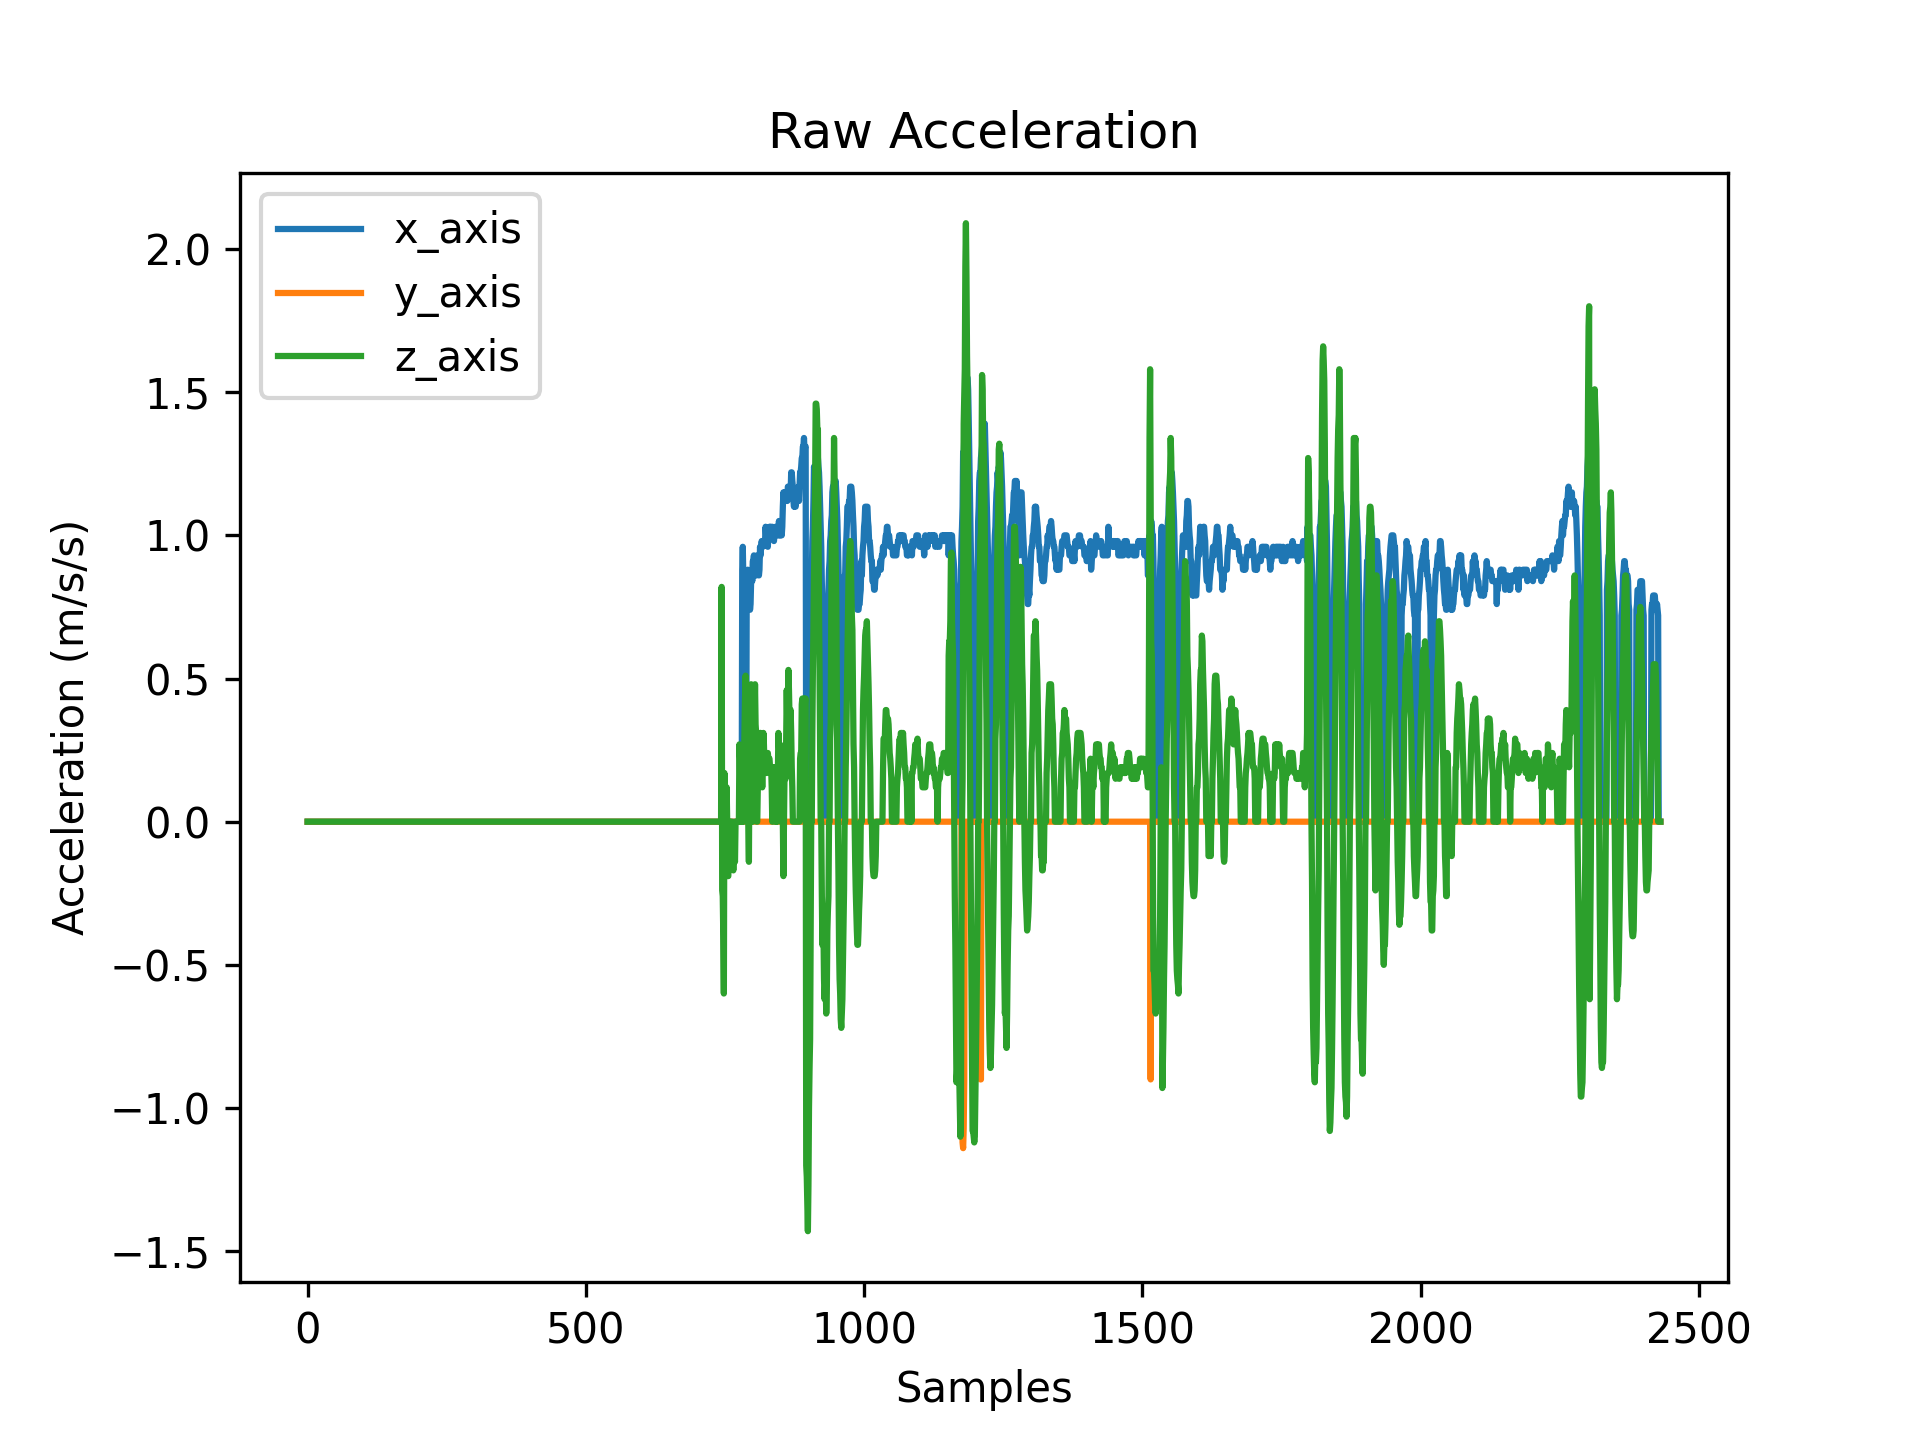 Raw Acceleration
x_axis
y_axis
z_axis
2.0
1.5
1.0
0.5
0.0
−0.5
−1.0
−1.5
Acceleration (m/s/s)
0 500 1000 1500 2000 2500
Samples